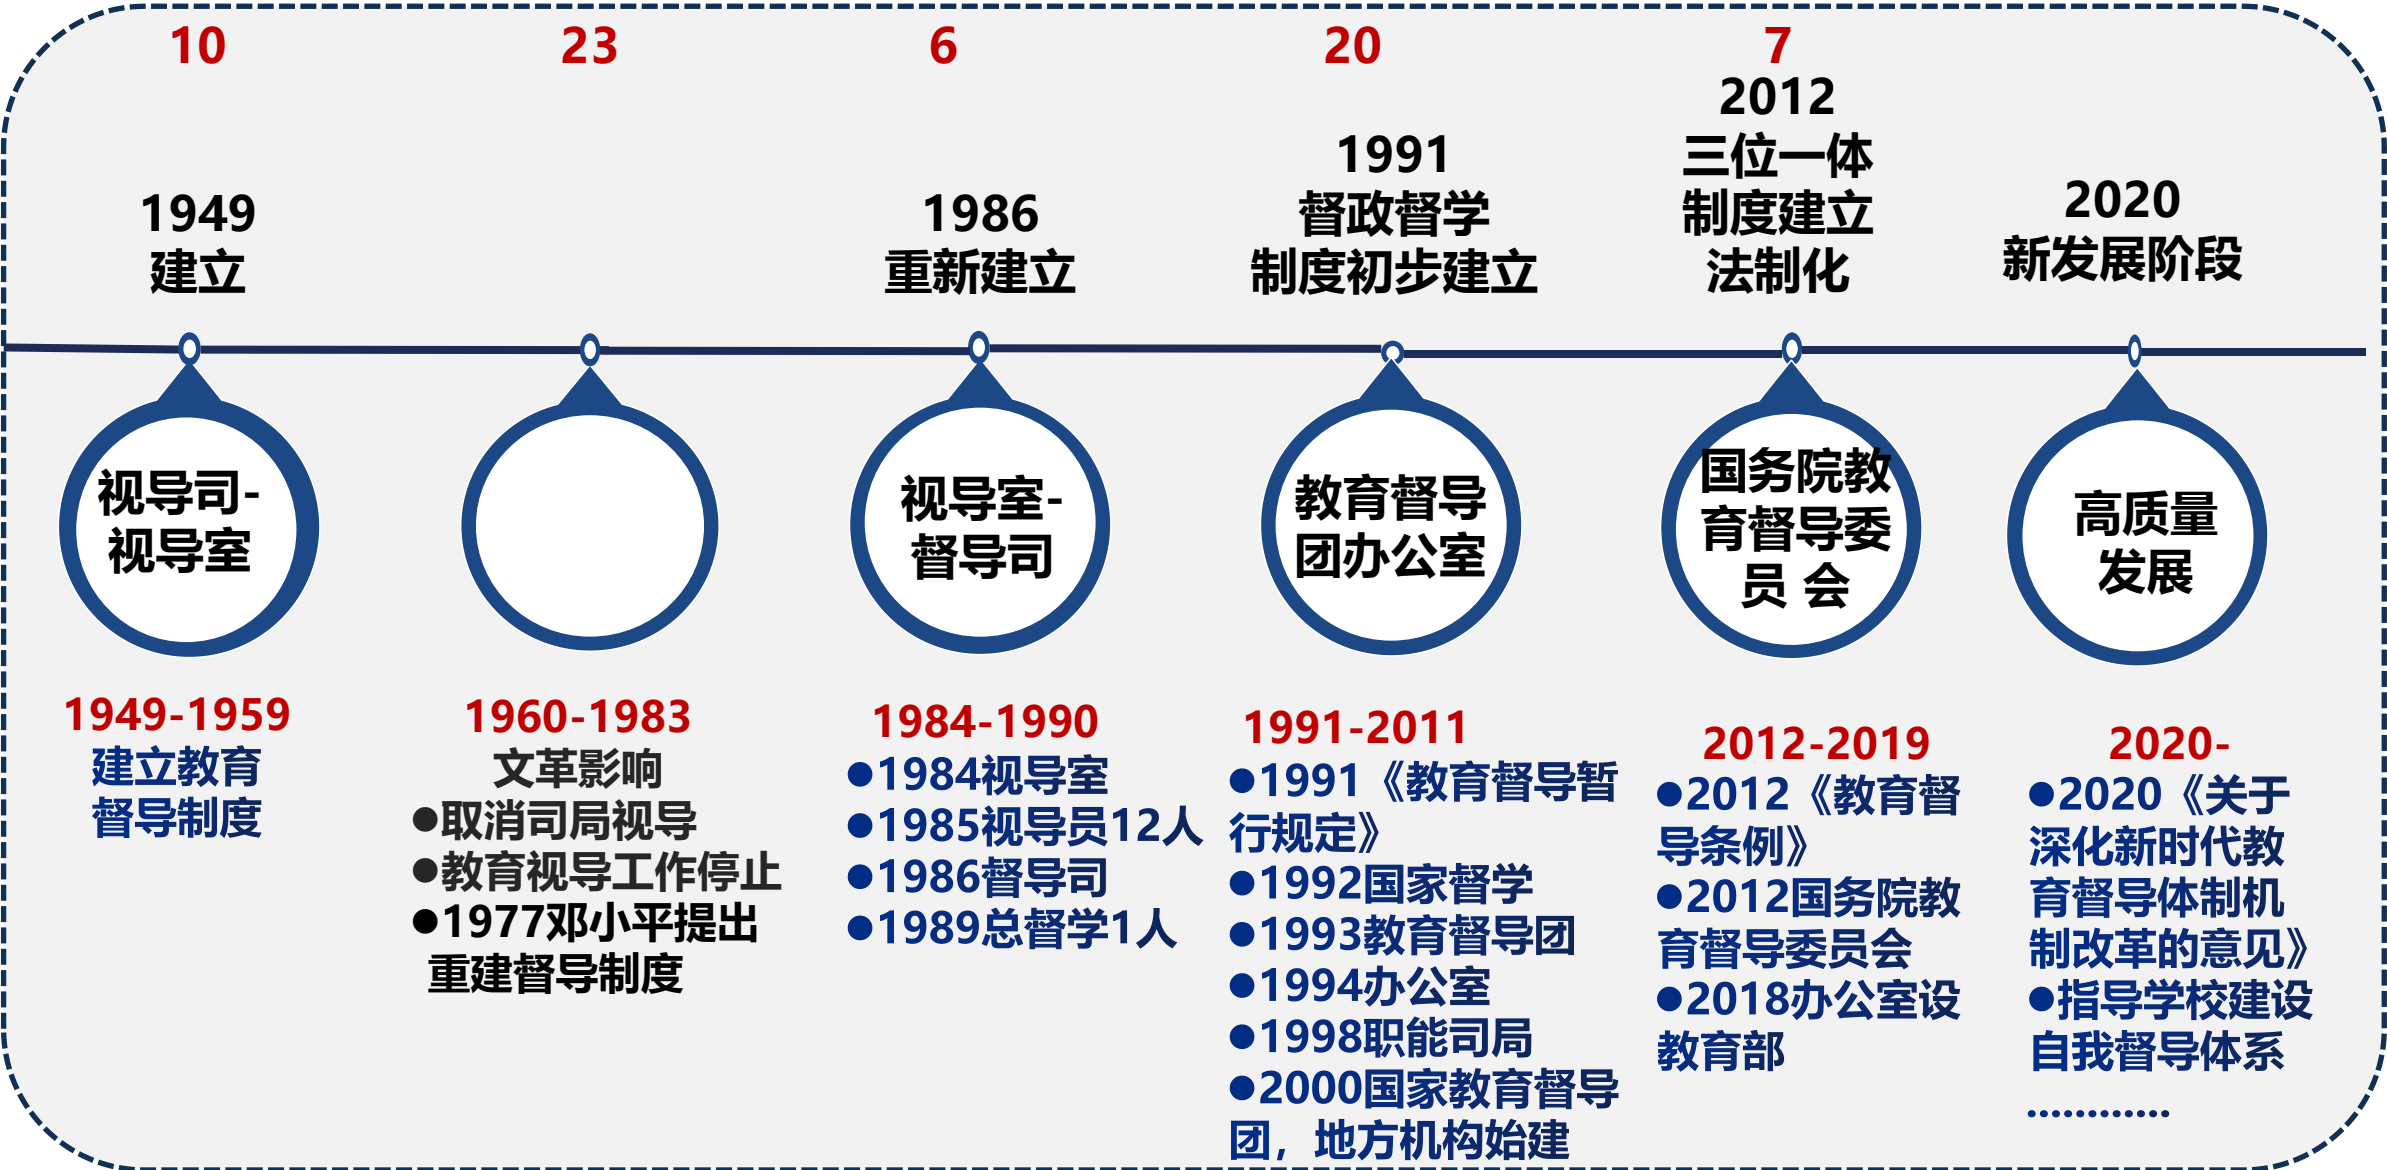 10
23
6
20
7
1949
建立
1986
重新建立
1991
督政督学
制度初步建立
2012
三位一体
制度建立
法制化
2020
新发展阶段
视导司-
视导室
视导室-
督导司
教育督导
团办公室
国务院教
育督导委
员 会
高质量
发展
1949-1959
建立教育
督导制度
1960-1983
文革影响
●取消司局视导
●教育视导工作停止
●1977邓小平提出
重建督导制度
1984-1990
●1984视导室
●1985视导员12人
●1986督导司
●1989总督学1人
1991-2011
●1991《教育督导暂
行规定》
●1992国家督学
●1993教育督导团
●1994办公室
●1998职能司局
●2000国家教育督导
团，地方机构始建
2012-2019
●2012《教育督
导条例》
●2012国务院教
育督导委员会
●2018办公室设
教育部
2020-
●2020《关于
深化新时代教
育督导体制机
制改革的意见》
●指导学校建设
自我督导体系
............